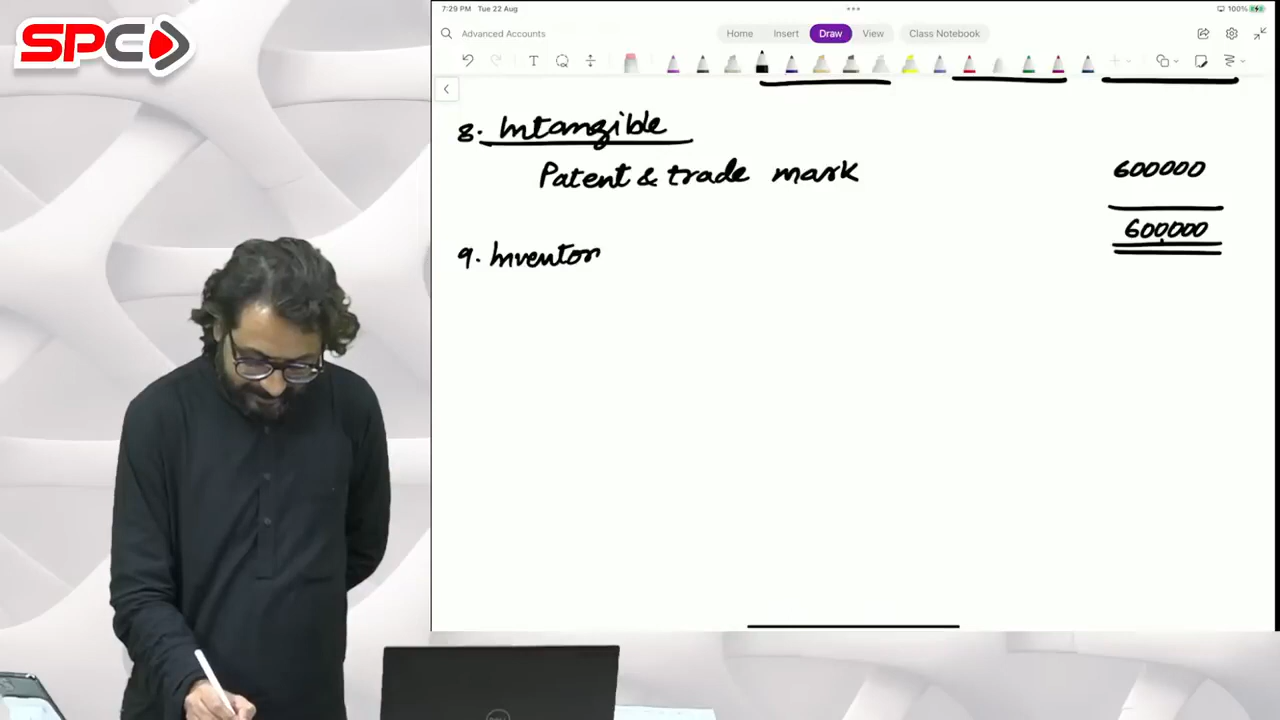 SPC
7:29 PM Tue 22 Aug
100%
Advanced Accounts
Home Insert Draw View Class Notebook
T
8. Intangible
Patent & trade mark 600000
600000
9. Inventor
DELL